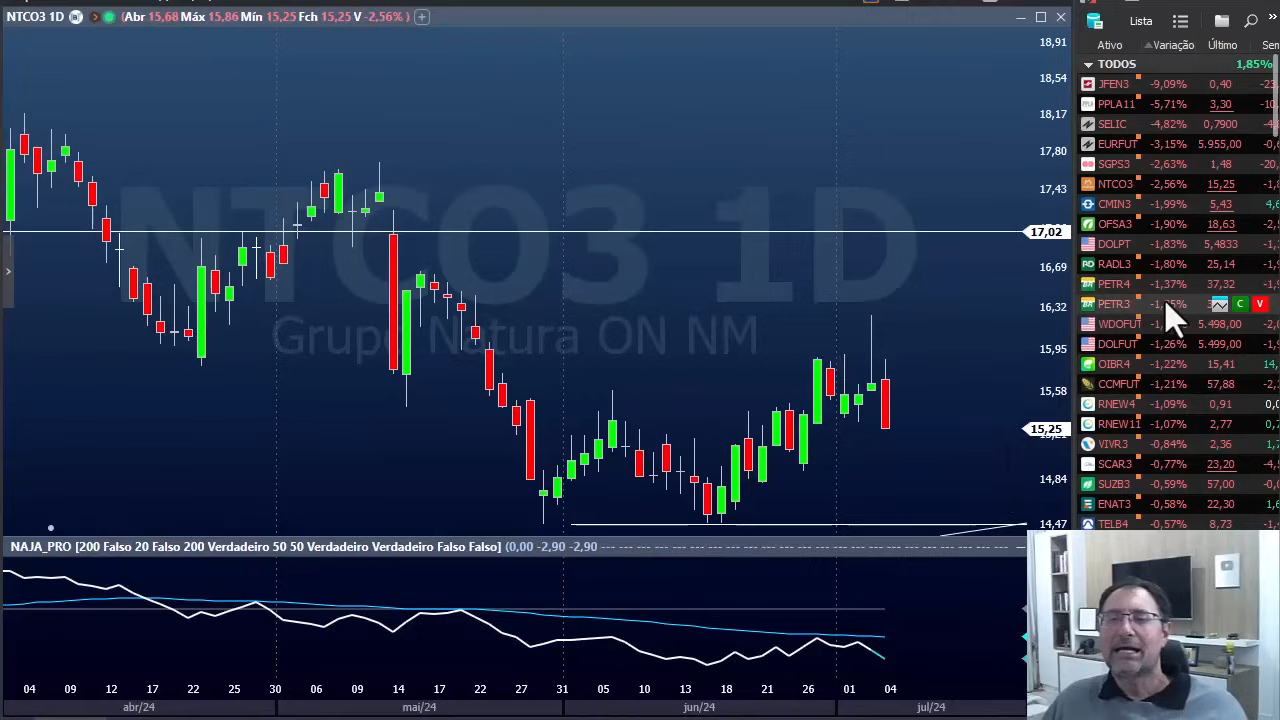 NTCO3 1D (Abr 15,68 Máx 15,86 Mín 15,25 Fch 15,25 V -2,56% )
NTCO3 1D
Grupo Natura ON NM
18,91
18,54
18,17
17,80
17,43
17,02
16,69
16,32
15,95
15,58
15,25
14,84
14,47
NAJA_PRO [200 Falso 20 Falso 200 Verdadeiro 50 50 Verdadeiro Verdadeiro Falso Falso] (0,00 -2,90 -2,90
04 09 12 17 22 25 30 06 09 14 17 22 27 31 05 10 13 18 21 26 01 04
abr/24 mai/24 jun/24 jul/24
Lista
Ativo Variação Último
TODOS 1,85%
JFEN3 -9,09% 0,40
PPLA11 -5,71% 3,30
SELIC -4,82% 0,7900
EURFUT -3,15% 5.955,00
SGPS3 -2,63% 1,48
NTCO3 -2,56% 15,25
CMIN3 -1,99% 5,43
OFSA3 -1,90% 18,63
DOLPT -1,83% 5,4833
RADL3 -1,80% 25,14
PETR4 -1,37% 37,32
PETR3 C V
WDOFUT 5.498,00
DOLFUT -1,26% 5.499,00
OIBR4 -1,22% 15,41
CCMFUT -1,21% 57,88
RNEW4 -1,09% 0,91
RNEW11 -1,07% 2,77
VIVR3 -0,84% 2,36
SCAR3 -0,77% 23,20
SUZB3 -0,59% 57,00
ENAT3 -0,58% 22,30
TELB4 -0,57% 8,73